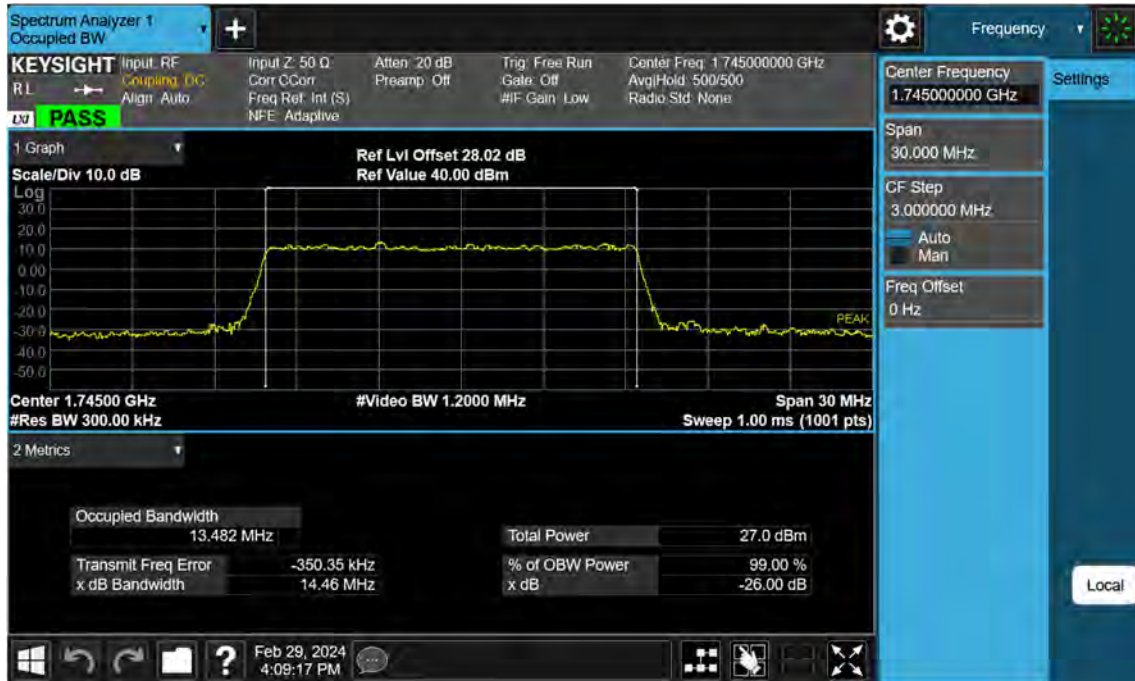 Spectrum Analyzer 1
Occupied BW
+
Frequency
KEYSIGHT
R L
LXI PASS
Input: RF
Coupling: DC
Align: Auto
Input Z: 50 Ω
Corr CCorr
Freq Ref: Int (S)
NFE: Adaptive
Atten: 20 dB
Preamp: Off
Trig: Free Run
Gate: Off
#IF Gain: Low
Center Freq: 1.745000000 GHz
Avg|Hold: 500/500
Radio Std: None
Center Frequency
1.745000000 GHz
Settings
Span
30.000 MHz
CF Step
3.000000 MHz
Auto
Man
Freq Offset
0 Hz
1 Graph
Scale/Div 10.0 dB
Ref Lvl Offset 28.02 dB
Ref Value 40.00 dBm
Log
30.0
20.0
10.0
0.00
-10.0
-20.0
-30.0
-40.0
-50.0
PEAK
Center 1.74500 GHz
#Video BW 1.2000 MHz
Span 30 MHz
#Res BW 300.00 kHz
Sweep 1.00 ms (1001 pts)
2 Metrics
Occupied Bandwidth
13.482 MHz
Total Power 27.0 dBm
Transmit Freq Error -350.35 kHz
% of OBW Power 99.00 %
x dB Bandwidth 14.46 MHz
x dB -26.00 dB
Local
?
Feb 29, 2024
4:09:17 PM